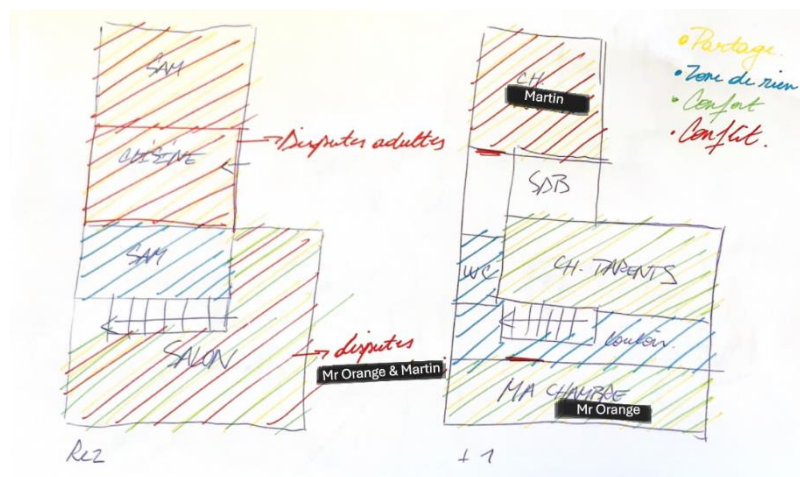 SAM
CUISINE
→ Disputes adultes
SAM
SALON
→ disputes
Mr Orange & Martin
Rez
CH.
Martin
SDB
WC
CH. PARENTS
Couloir.
MA CHAMBRE
Mr Orange
+ 1
• Partage.
• Zone de rien
• Confort
• Conflit.